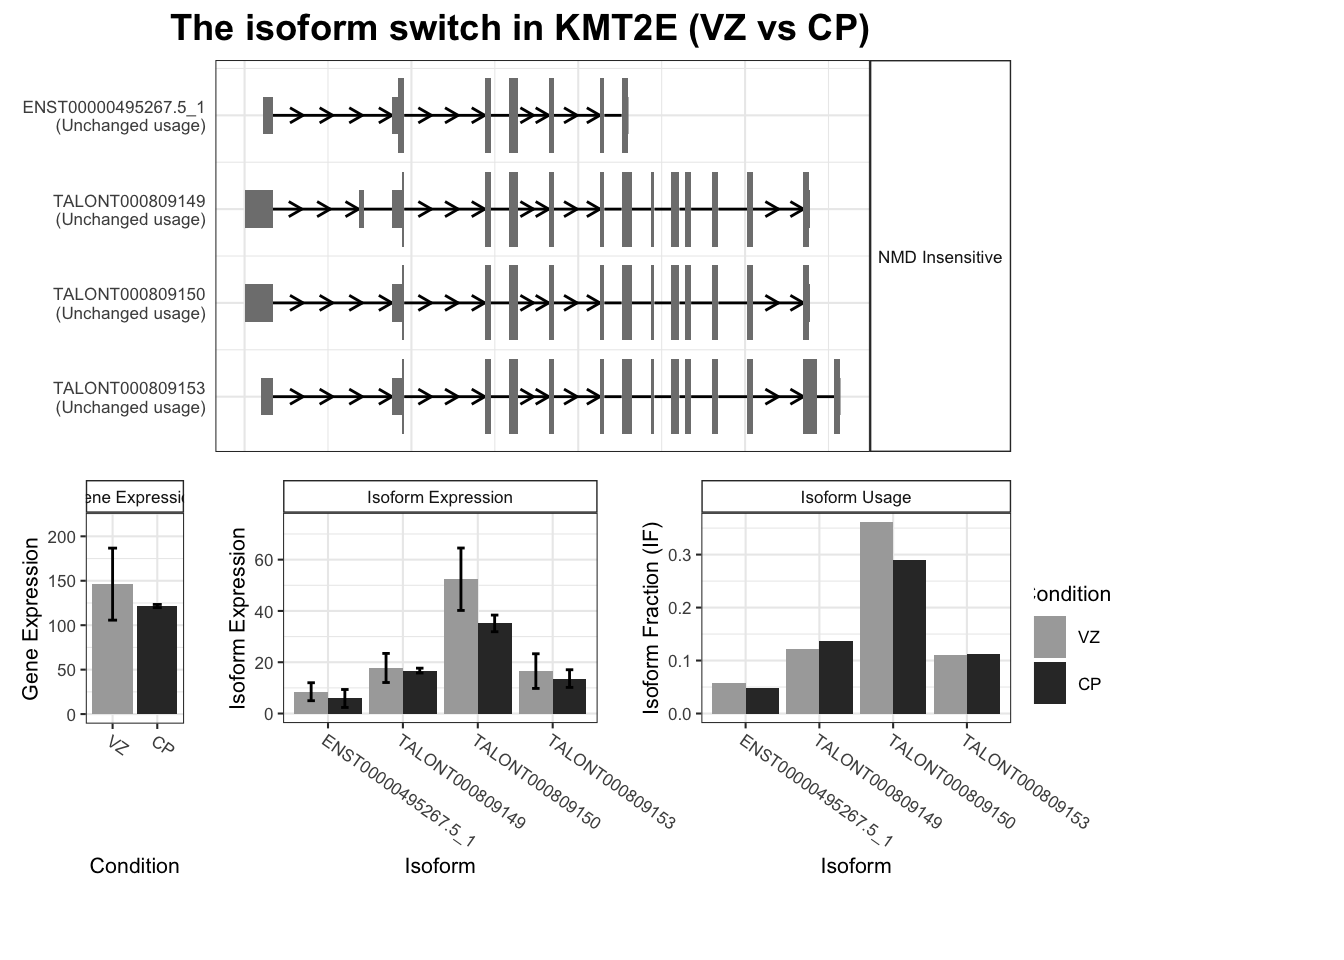 The isoform switch in KMT2E (VZ vs CP)
ENST00000495267.5_1
(Unchanged usage)
TALONT000809149
(Unchanged usage)
TALONT000809150
(Unchanged usage)
TALONT000809153
(Unchanged usage)
NMD Insensitive
ene Expressi
Gene Expression
200
150
100
50
0
VZ
CP
Condition
Isoform Expression
Isoform Expression
60
40
20
0
ENST00000495267.5_1
TALONT000809149
TALONT000809150
TALONT000809153
Isoform
Isoform Usage
Isoform Fraction (IF)
0.3
0.2
0.1
0.0
ENST00000495267.5_1
TALONT000809149
TALONT000809150
TALONT000809153
Isoform
ondition
VZ
CP